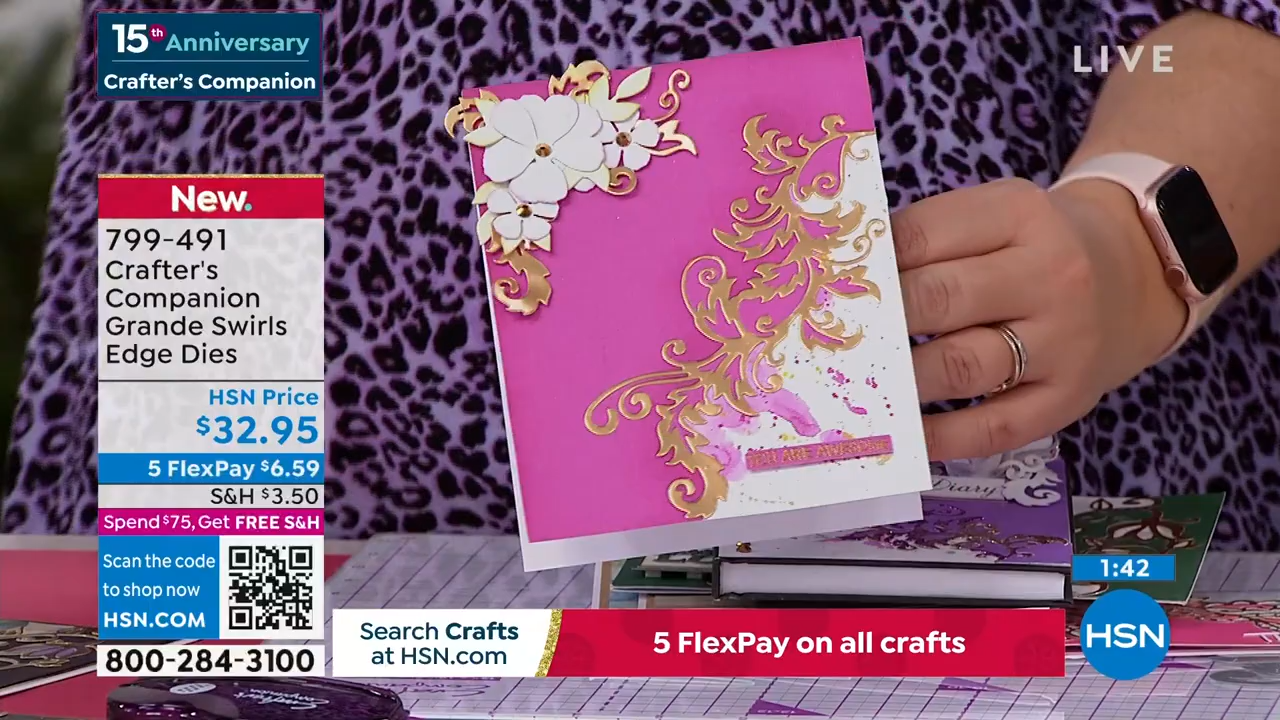 15th Anniversary
Crafter's Companion
LIVE
New.
799-491
Crafter's
Companion
Grande Swirls
Edge Dies
HSN Price
$32.95
5 FlexPay $6.59
S&H $3.50
Spend $75, Get FREE S&H
Scan the code
to shop now
HSN.COM
800-284-3100
YOU ARE AWESOME
Diary
1:42
HSN
Search Crafts
at HSN.com
5 FlexPay on all crafts
Crafter's
Companion